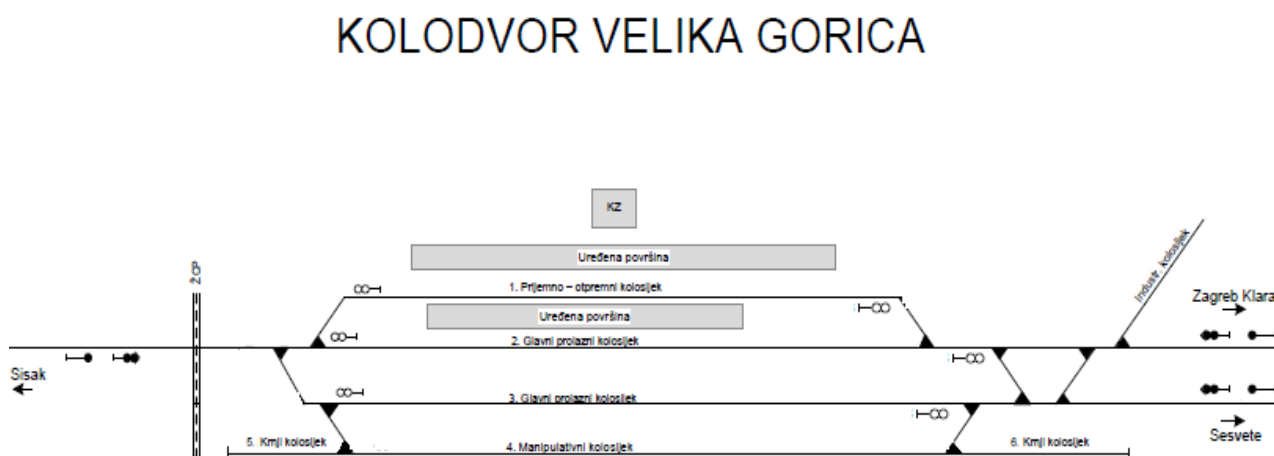 KOLODVOR VELIKA GORICA
KZ
Uređena površina
1. Prijemno – otpremni kolosijek
Uređena površina
2. Glavni prolazni kolosijek
3. Glavni prolazni kolosijek
4. Manipulativni kolosijek
5. Krnji kolosijek
6. Krnji kolosijek
ŽCP
Industr. kolosijek
Zagreb Klara
Sisak
Sesvete